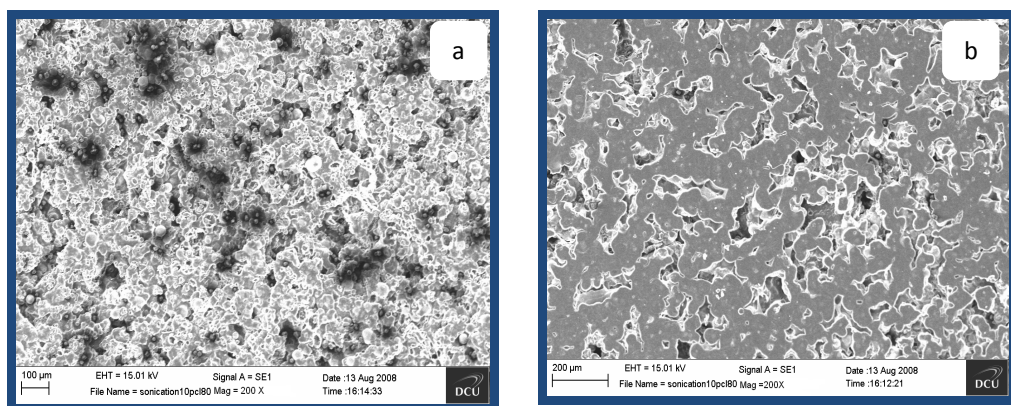 a
100 µm
EHT = 15.01 kV
Signal A = SE1
Date :13 Aug 2008
File Name = sonication10pcl80 Mag = 200 X
Time :16:14:33
DCU
b
200 µm
EHT = 15.01 kV
Signal A = SE1
Date :13 Aug 2008
File Name = sonication10pcl80 Mag =200X
Time :16:12:21
DCU